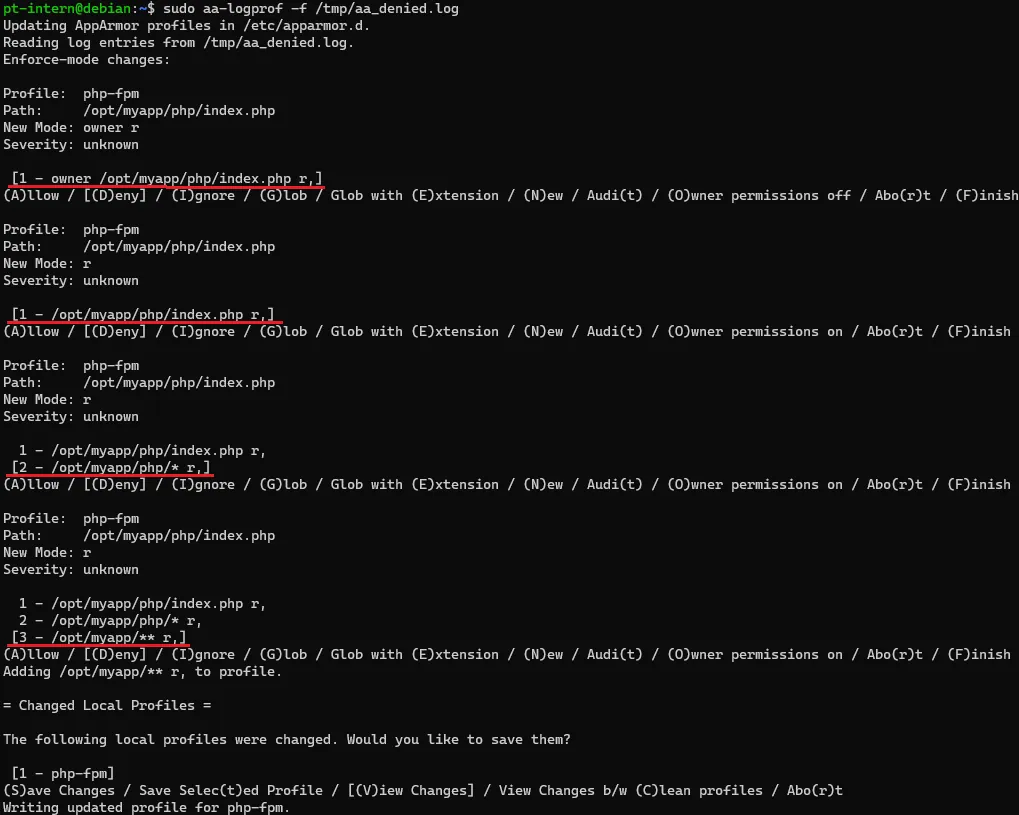 pt-intern@debian:~$ sudo aa-logprof -f /tmp/aa_denied.log
Updating AppArmor profiles in /etc/apparmor.d.
Reading log entries from /tmp/aa_denied.log.
Enforce-mode changes:
Profile:  php-fpm
Path:     /opt/myapp/php/index.php
New Mode: owner r
Severity: unknown
[1 - owner /opt/myapp/php/index.php r,]
(A)llow / [(D)eny] / (I)gnore / (G)lob / Glob with (E)xtension / (N)ew / Audi(t) / (O)wner permissions off / Abo(r)t / (F)inish
Profile:  php-fpm
Path:     /opt/myapp/php/index.php
New Mode: r
Severity: unknown
[1 - /opt/myapp/php/index.php r,]
(A)llow / [(D)eny] / (I)gnore / (G)lob / Glob with (E)xtension / (N)ew / Audi(t) / (O)wner permissions on / Abo(r)t / (F)inish
Profile:  php-fpm
Path:     /opt/myapp/php/index.php
New Mode: r
Severity: unknown
1 - /opt/myapp/php/index.php r,
[2 - /opt/myapp/php/* r,]
(A)llow / [(D)eny] / (I)gnore / (G)lob / Glob with (E)xtension / (N)ew / Audi(t) / (O)wner permissions on / Abo(r)t / (F)inish
Profile:  php-fpm
Path:     /opt/myapp/php/index.php
New Mode: r
Severity: unknown
1 - /opt/myapp/php/index.php r,
2 - /opt/myapp/php/* r,
[3 - /opt/myapp/** r,]
(A)llow / [(D)eny] / (I)gnore / (G)lob / Glob with (E)xtension / (N)ew / Audi(t) / (O)wner permissions on / Abo(r)t / (F)inish
Adding /opt/myapp/** r, to profile.
= Changed Local Profiles =
The following local profiles were changed. Would you like to save them?
[1 - php-fpm]
(S)ave Changes / Save Selec(t)ed Profile / [(V)iew Changes] / View Changes b/w (C)lean profiles / Abo(r)t
Writing updated profile for php-fpm.